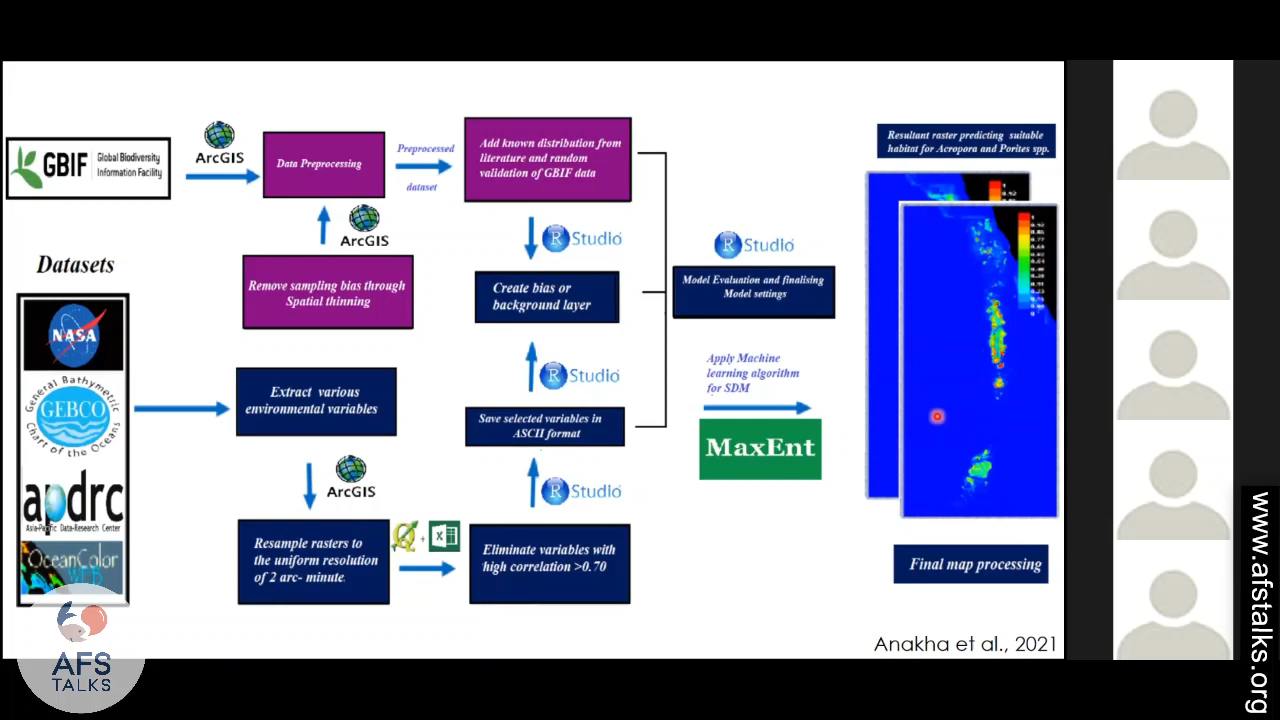 GBIF
Global Biodiversity
Information Facility
ArcGIS
Data Preprocessing
Preprocessed
dataset
Add known distribution from
literature and random
validation of GBIF data
Resultant raster predicting suitable
habitat for Acropora and Porites spp.
ArcGIS
R Studio
R Studio
Datasets
Remove sampling bias through
Spatial thinning
Create bias or
background layer
Model Evaluation and finalising
Model settings
NASA
General Bathymetric
GEBCO
Chart of the Oceans
Extract various
environmental variables
R Studio
Apply Machine
learning algorithm
for SDM
Save selected variables in
ASCII format
MaxEnt
ArcGIS
R Studio
apdrc
Asia-Pacific Data-Research Center
OceanColor
WEB
Resample rasters to
the uniform resolution
of 2 arc- minute.
Q + X
Eliminate variables with
high correlation >0.70
Final map processing
Anakha et al., 2021
AFS
TALKS
www.afstalks.org